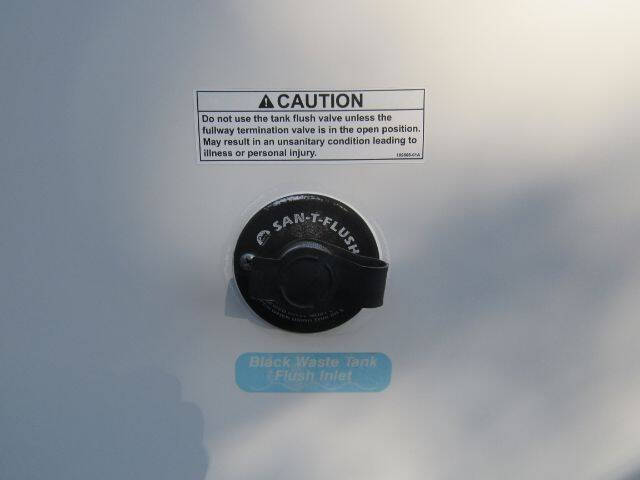 CAUTION
Do not use the tank flush valve unless the
fullway termination valve is in the open position.
May result in an unsanitary condition leading to
illness or personal injury.
SAN-T-FLUSH
Black Waste Tank
Flush Inlet